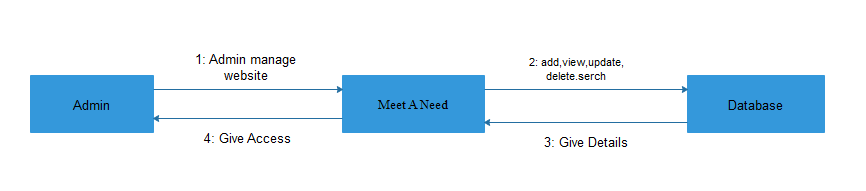 1: Admin manage
website
2: add,view,update,
delete.serch
Admin
Meet A Need
Database
4: Give Access
3: Give Details